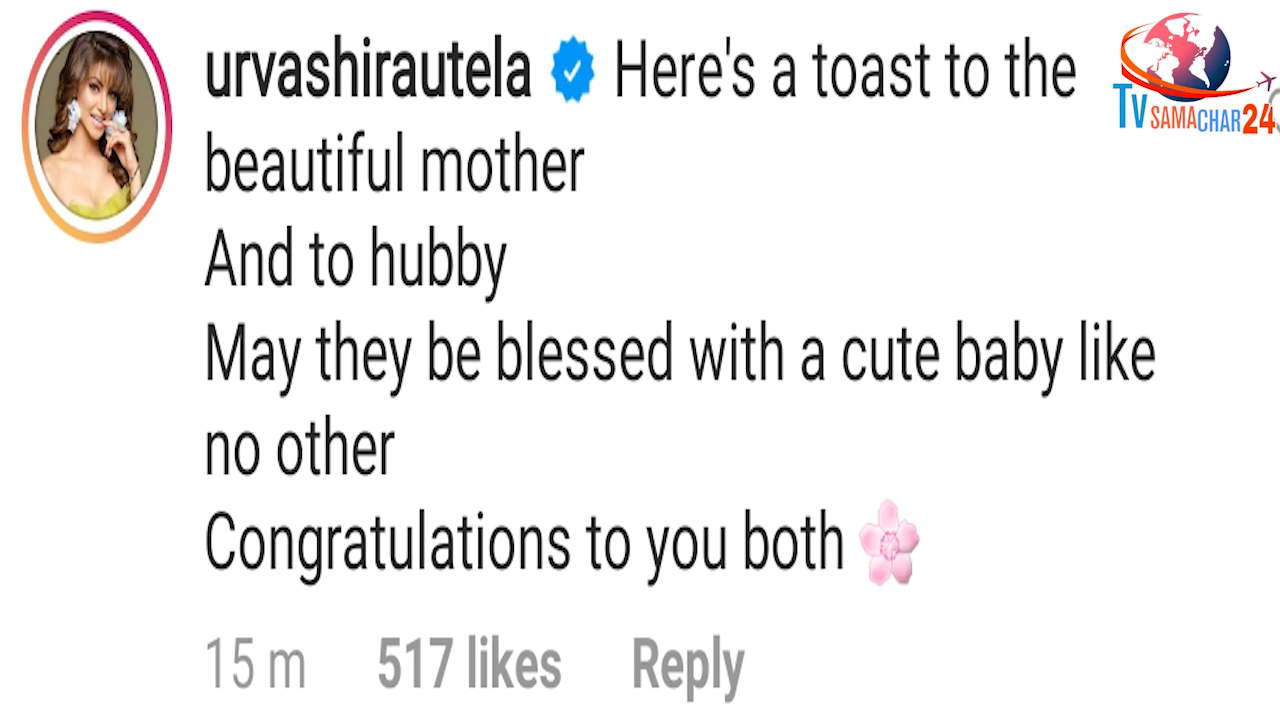 urvashirautela Here's a toast to the
beautiful mother
And to hubby
May they be blessed with a cute baby like
no other
Congratulations to you both 🌸
15 m 517 likes Reply
TV SAMACHAR24